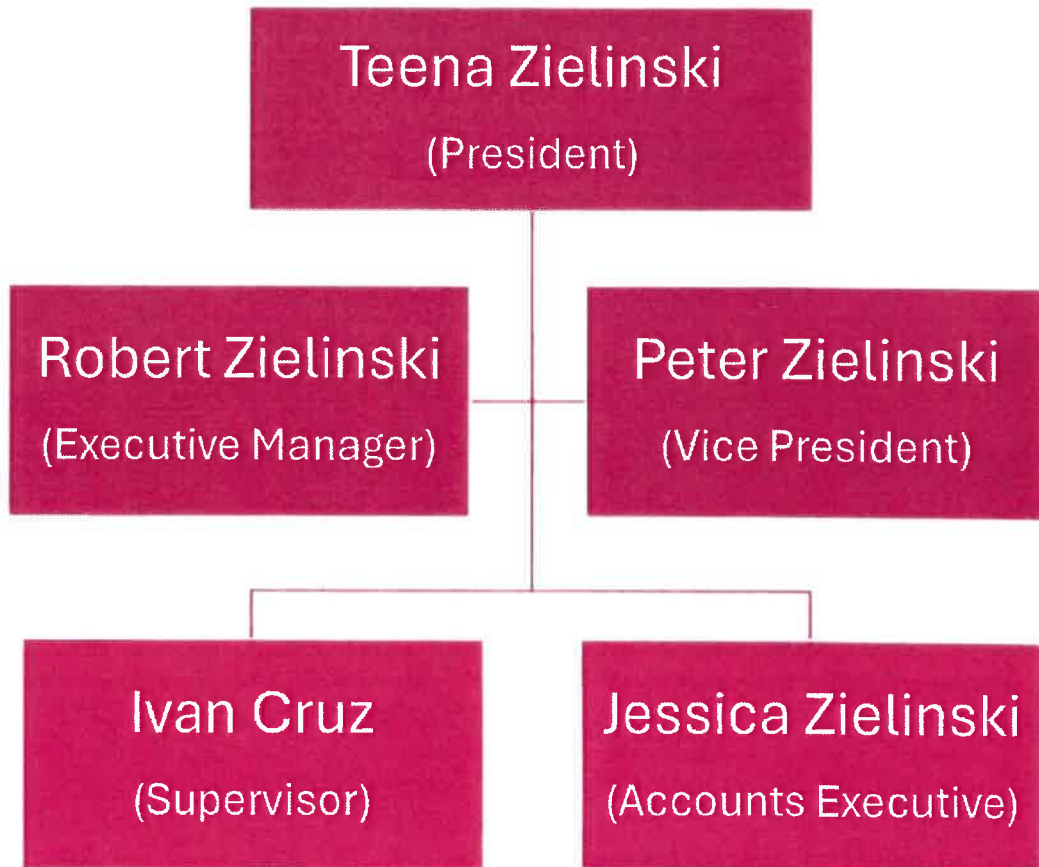 Teena Zielinski
(President)
Robert Zielinski
(Executive Manager)
Peter Zielinski
(Vice President)
Ivan Cruz
(Supervisor)
Jessica Zielinski
(Accounts Executive)